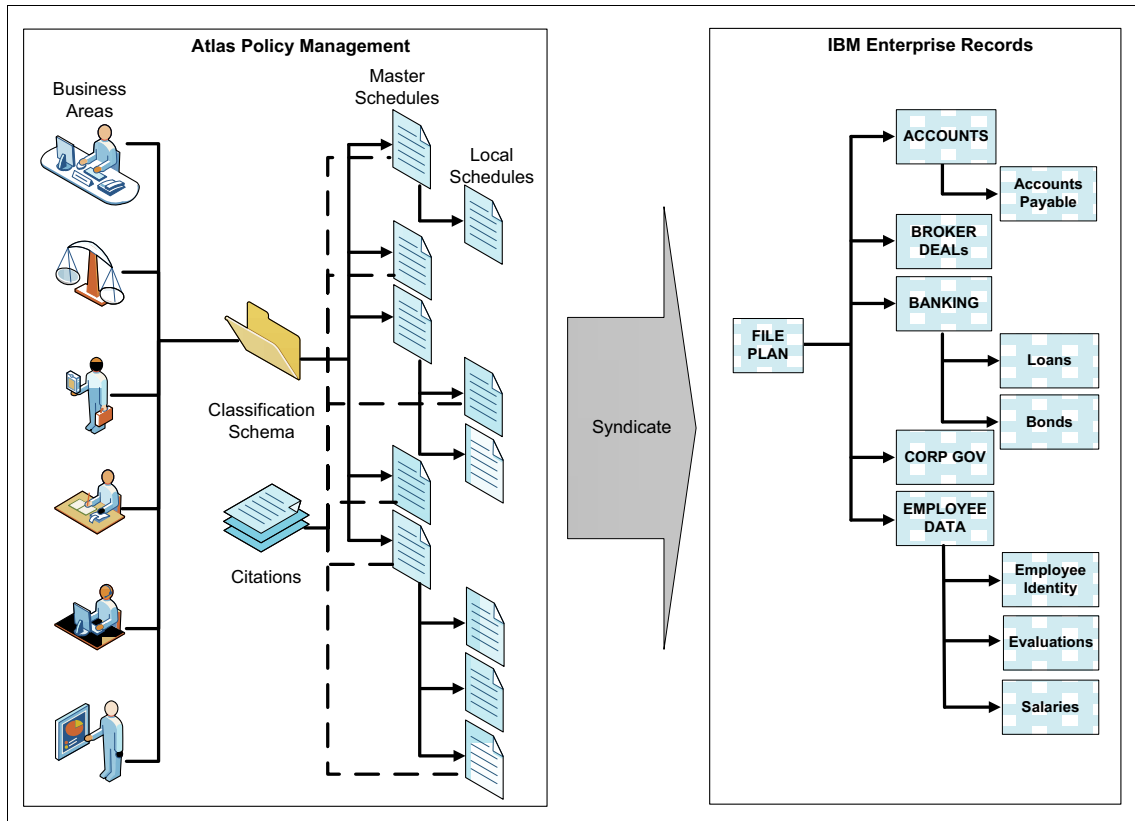 Atlas Policy Management
Business
Areas
Master
Schedules
Local
Schedules
Classification
Schema
Citations
Syndicate
IBM Enterprise Records
FILE
PLAN
ACCOUNTS
Accounts
Payable
BROKER
DEALs
BANKING
Loans
Bonds
CORP GOV
EMPLOYEE
DATA
Employee
Identity
Evaluations
Salaries